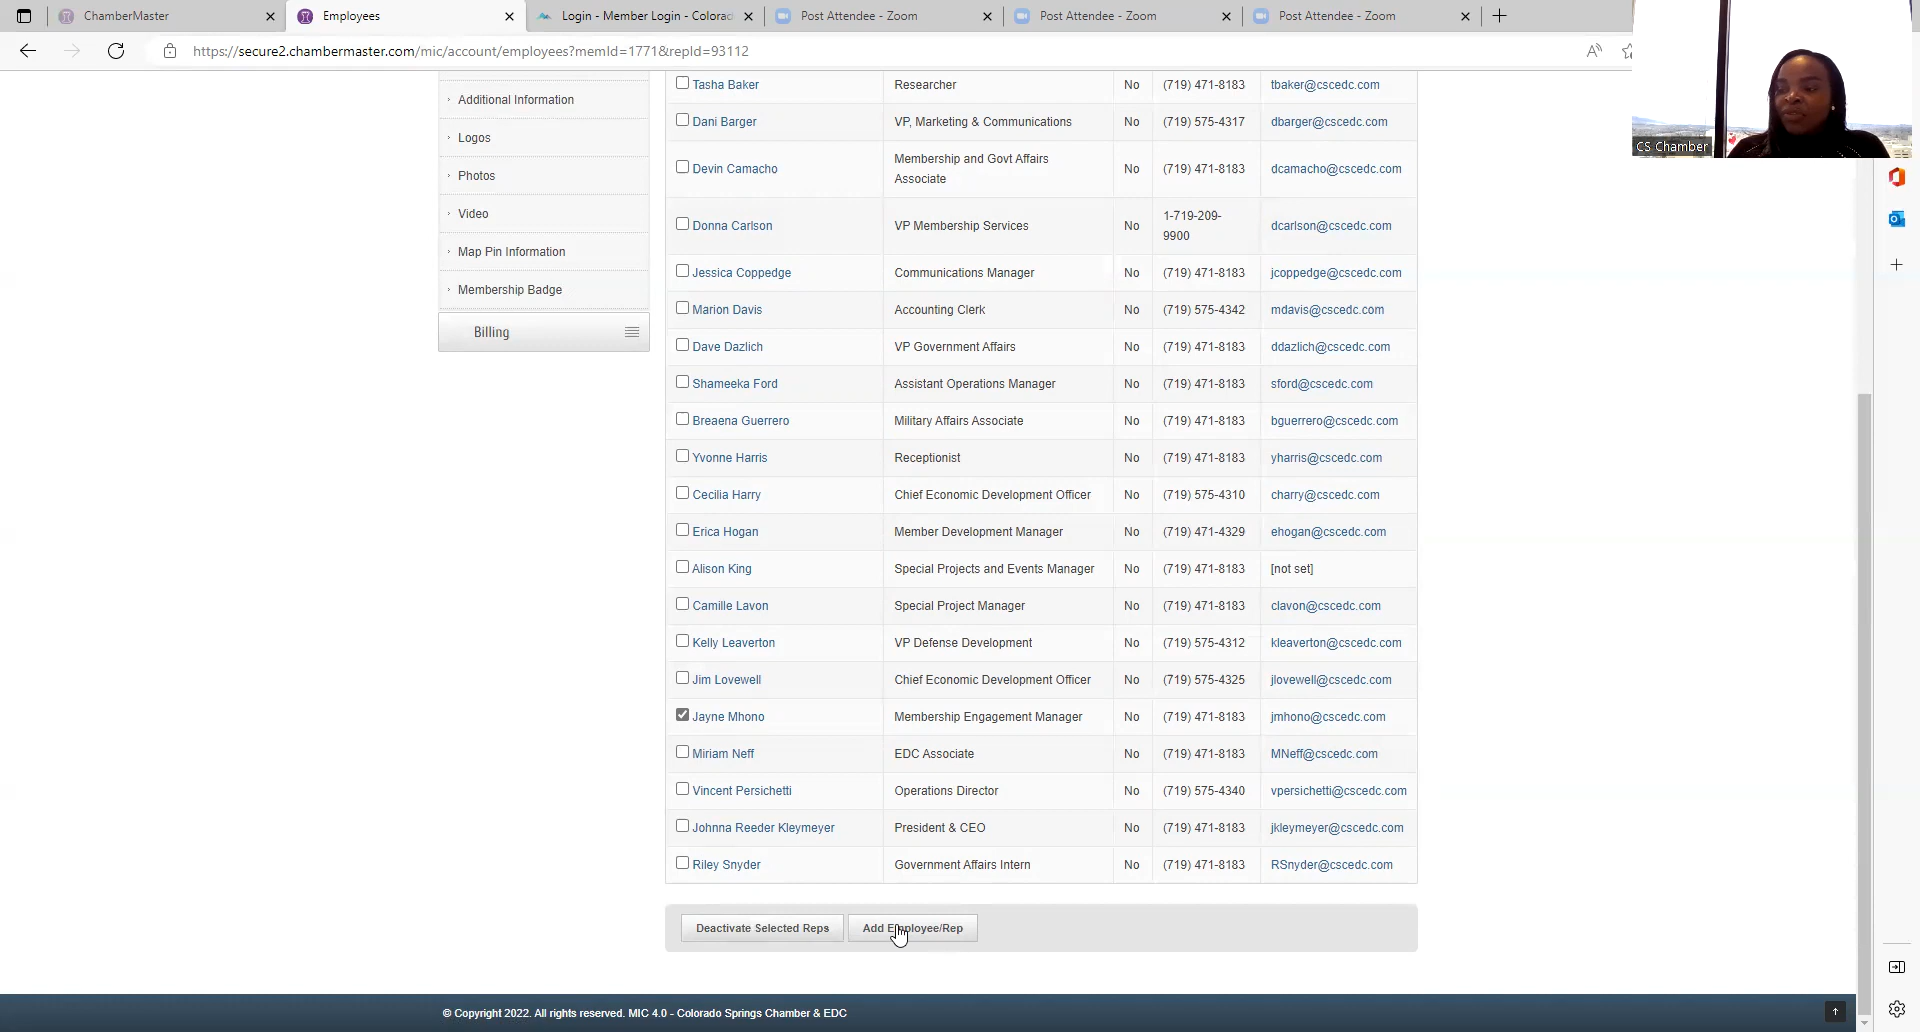 ChamberMaster
Employees
Login - Member Login - Colorad
Post Attendee - Zoom
Post Attendee - Zoom
Post Attendee - Zoom
https://secure2.chambermaster.com/mic/account/employees?memId=1771&repId=93112
CS Chamber
Additional Information
Logos
Photos
Video
Map Pin Information
Membership Badge
Billing
Tasha Baker Researcher No (719) 471-8183 tbaker@cscedc.com
Dani Barger VP, Marketing & Communications No (719) 575-4317 dbarger@cscedc.com
Devin Camacho Membership and Govt Affairs Associate No (719) 471-8183 dcamacho@cscedc.com
Donna Carlson VP Membership Services No 1-719-209-9900 dcarlson@cscedc.com
Jessica Coppedge Communications Manager No (719) 471-8183 jcoppedge@cscedc.com
Marion Davis Accounting Clerk No (719) 575-4342 mdavis@cscedc.com
Dave Dazlich VP Government Affairs No (719) 471-8183 ddazlich@cscedc.com
Shameeka Ford Assistant Operations Manager No (719) 471-8183 sford@cscedc.com
Breaena Guerrero Military Affairs Associate No (719) 471-8183 bguerrero@cscedc.com
Yvonne Harris Receptionist No (719) 471-8183 yharris@cscedc.com
Cecilia Harry Chief Economic Development Officer No (719) 575-4310 charry@cscedc.com
Erica Hogan Member Development Manager No (719) 471-4329 ehogan@cscedc.com
Alison King Special Projects and Events Manager No (719) 471-8183 [not set]
Camille Lavon Special Project Manager No (719) 471-8183 clavon@cscedc.com
Kelly Leaverton VP Defense Development No (719) 575-4312 kleaverton@cscedc.com
Jim Lovewell Chief Economic Development Officer No (719) 575-4325 jlovewell@cscedc.com
Jayne Mhono Membership Engagement Manager No (719) 471-8183 jmhono@cscedc.com
Miriam Neff EDC Associate No (719) 471-8183 MNeff@cscedc.com
Vincent Persichetti Operations Director No (719) 575-4340 vpersichetti@cscedc.com
Johnna Reeder Kleymeyer President & CEO No (719) 471-8183 jkleymeyer@cscedc.com
Riley Snyder Government Affairs Intern No (719) 471-8183 RSnyder@cscedc.com
Deactivate Selected Reps Add Employee/Rep
© Copyright 2022. All rights reserved. MIC 4.0 - Colorado Springs Chamber & EDC